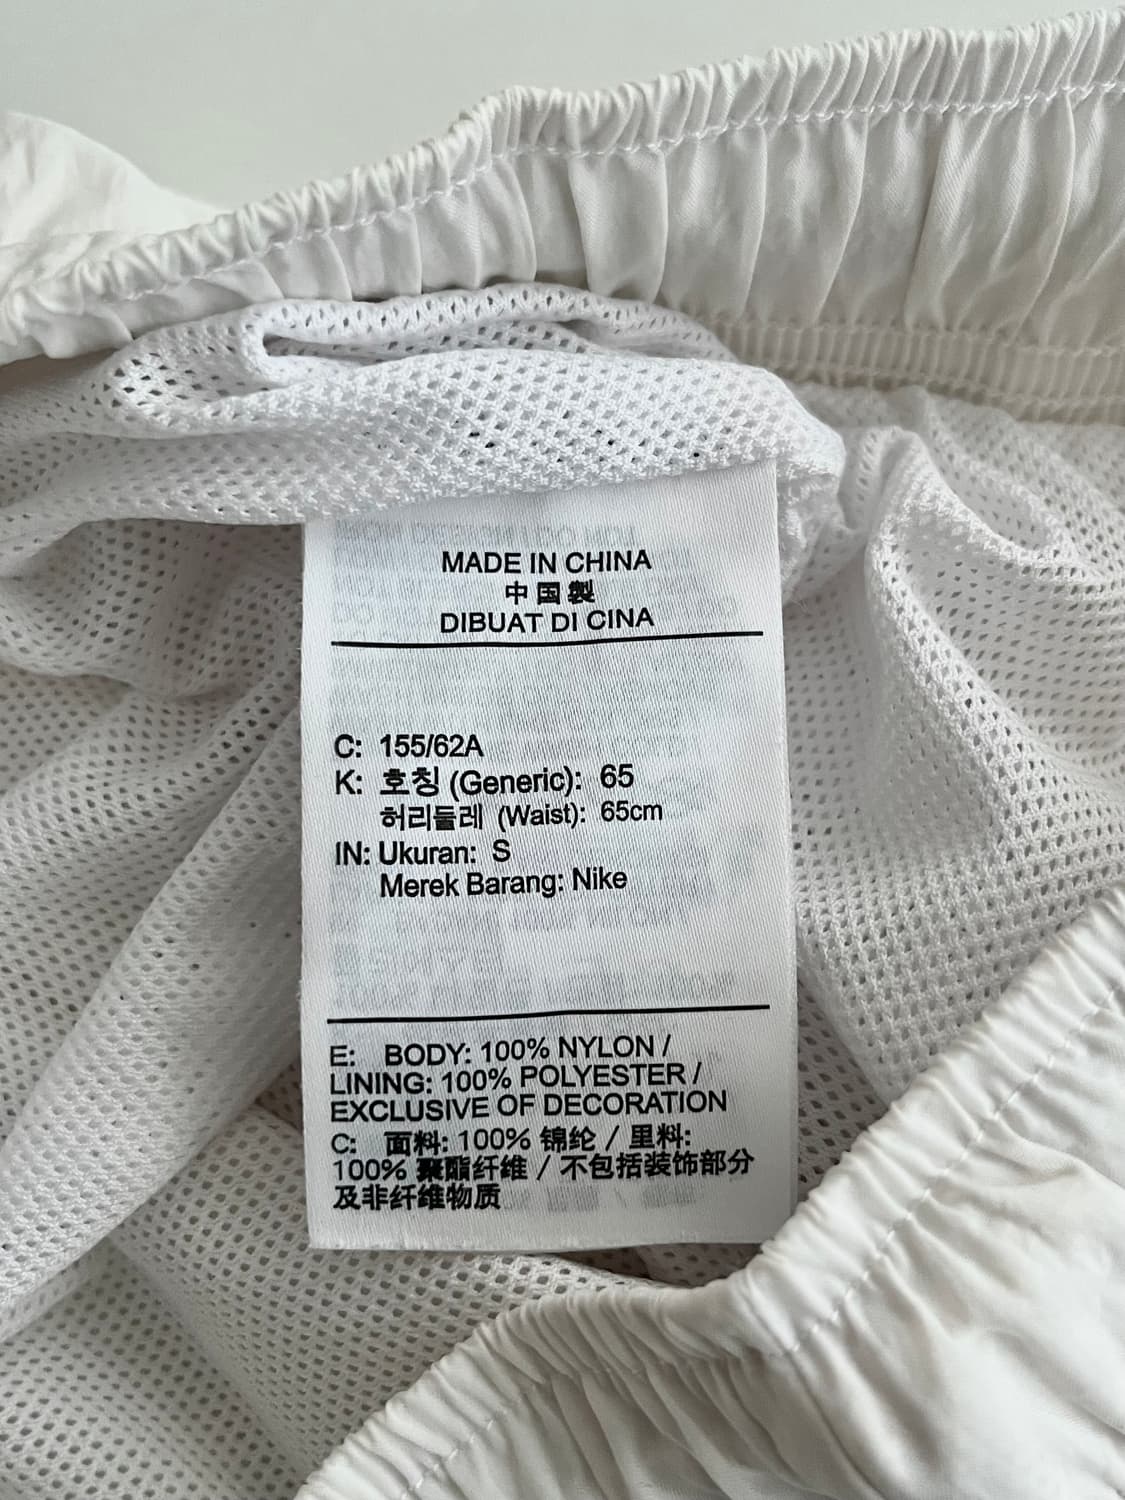 MADE IN CHINA
中国製
DIBUAT DI CINA
C: 155/62A
K: 호칭 (Generic): 65
허리둘레 (Waist): 65cm
IN: Ukuran: S
Merek Barang: Nike
E: BODY: 100% NYLON /
LINING: 100% POLYESTER /
EXCLUSIVE OF DECORATION
C: 面料: 100% 锦纶 / 里料:
100% 聚酯纤维 / 不包括装饰部分
及非纤维物质